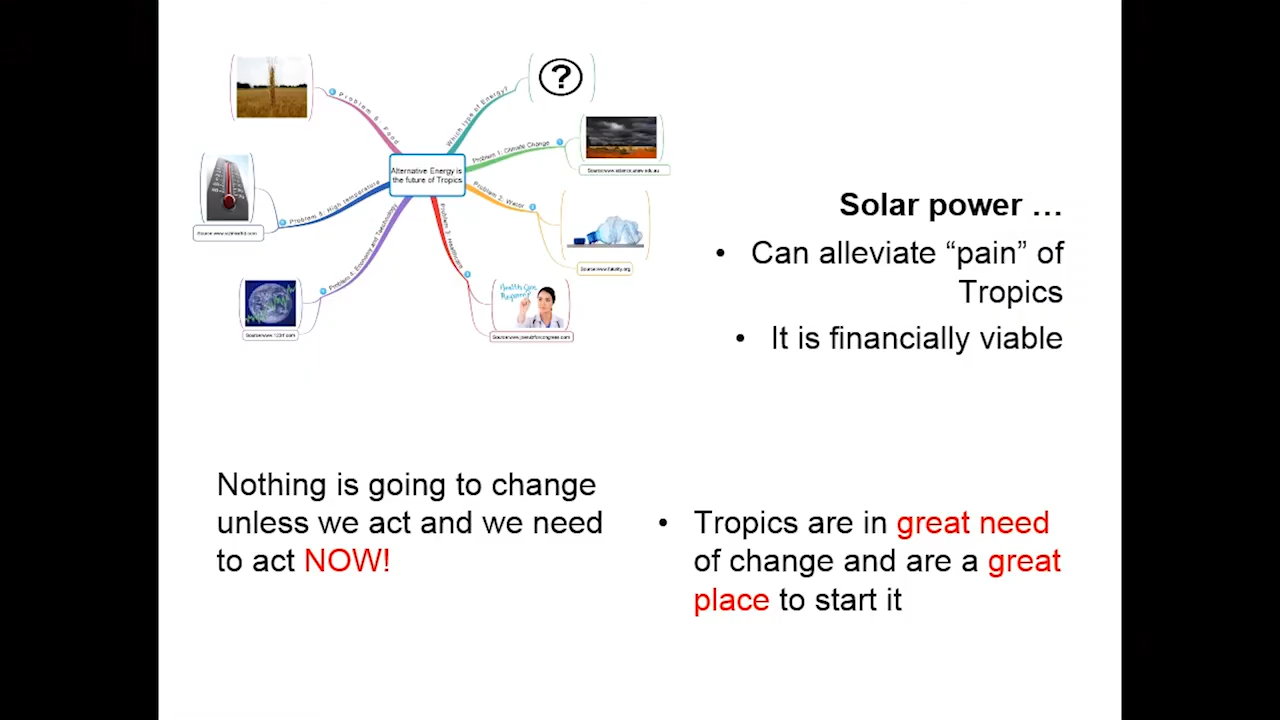 ?
Which type of Energy?
Problem 6 : Food
Problem 1: Climate Change
Alternative Energy is
the future of Tropics
Problem 2: Water
Problem 5: High temperature
Problem 3: Healthcare
Problem 4: Economy and
Health Care
Solar power …
• Can alleviate “pain” of
Tropics
• It is financially viable
Nothing is going to change
unless we act and we need
to act NOW!
• Tropics are in great need
of change and are a great
place to start it